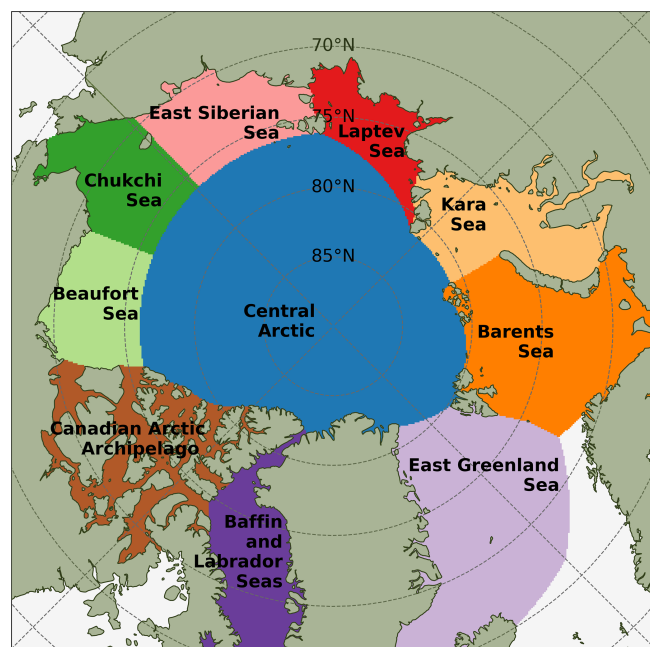 70°N
East Siberian
Sea
75°N
Laptev
Sea
Chukchi
Sea
80°N
Kara
Sea
85°N
Beaufort
Sea
Central
Arctic
Barents
Sea
Canadian Arctic
Archipelago
East Greenland
Sea
Baffin
and
Labrador
Seas